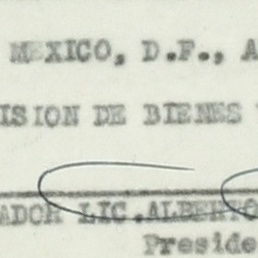 MEXICO, D.F., A
ISION DE BIENES
ADOR LIC. ALBERTO
Preside